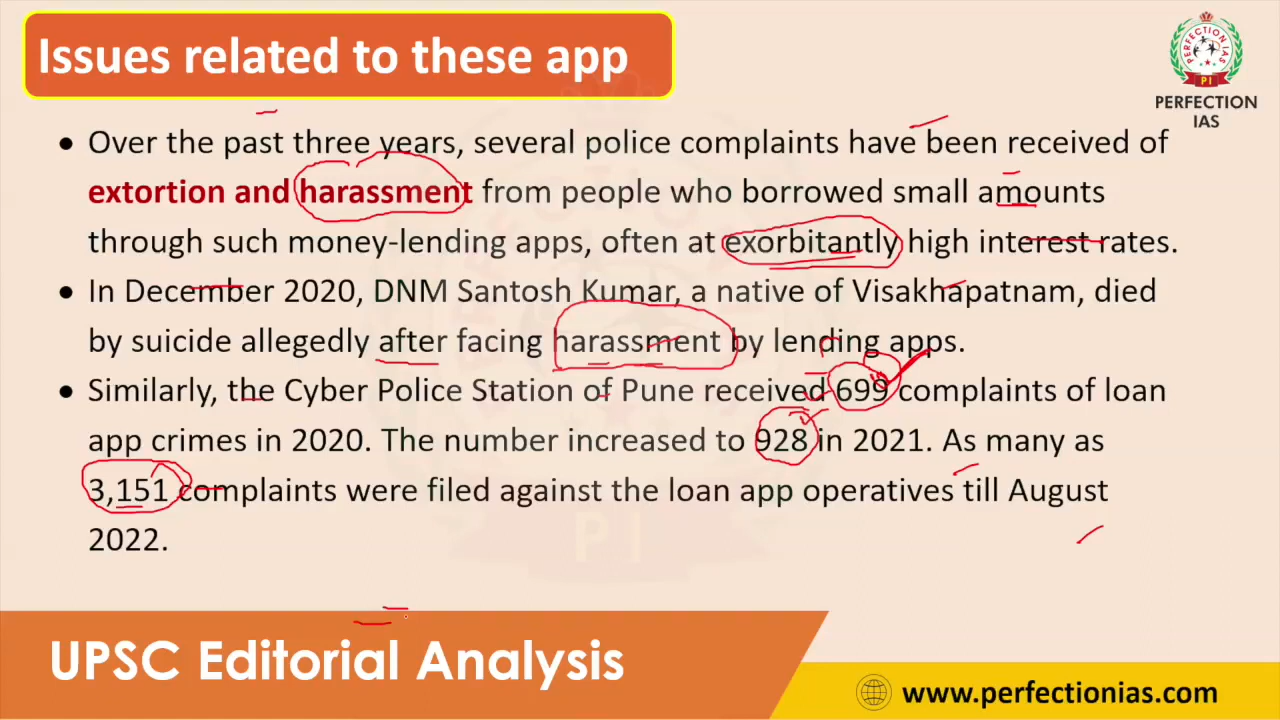 Issues related to these app
PERFECTION IAS
PI
PERFECTION
IAS
• Over the past three years, several police complaints have been received of
extortion and harassment from people who borrowed small amounts
through such money-lending apps, often at exorbitantly high interest rates.
• In December 2020, DNM Santosh Kumar, a native of Visakhapatnam, died
by suicide allegedly after facing harassment by lending apps.
• Similarly, the Cyber Police Station of Pune received 699 complaints of loan
app crimes in 2020. The number increased to 928 in 2021. As many as
3,151 complaints were filed against the loan app operatives till August
2022.
PI
UPSC Editorial Analysis
www.perfectionias.com